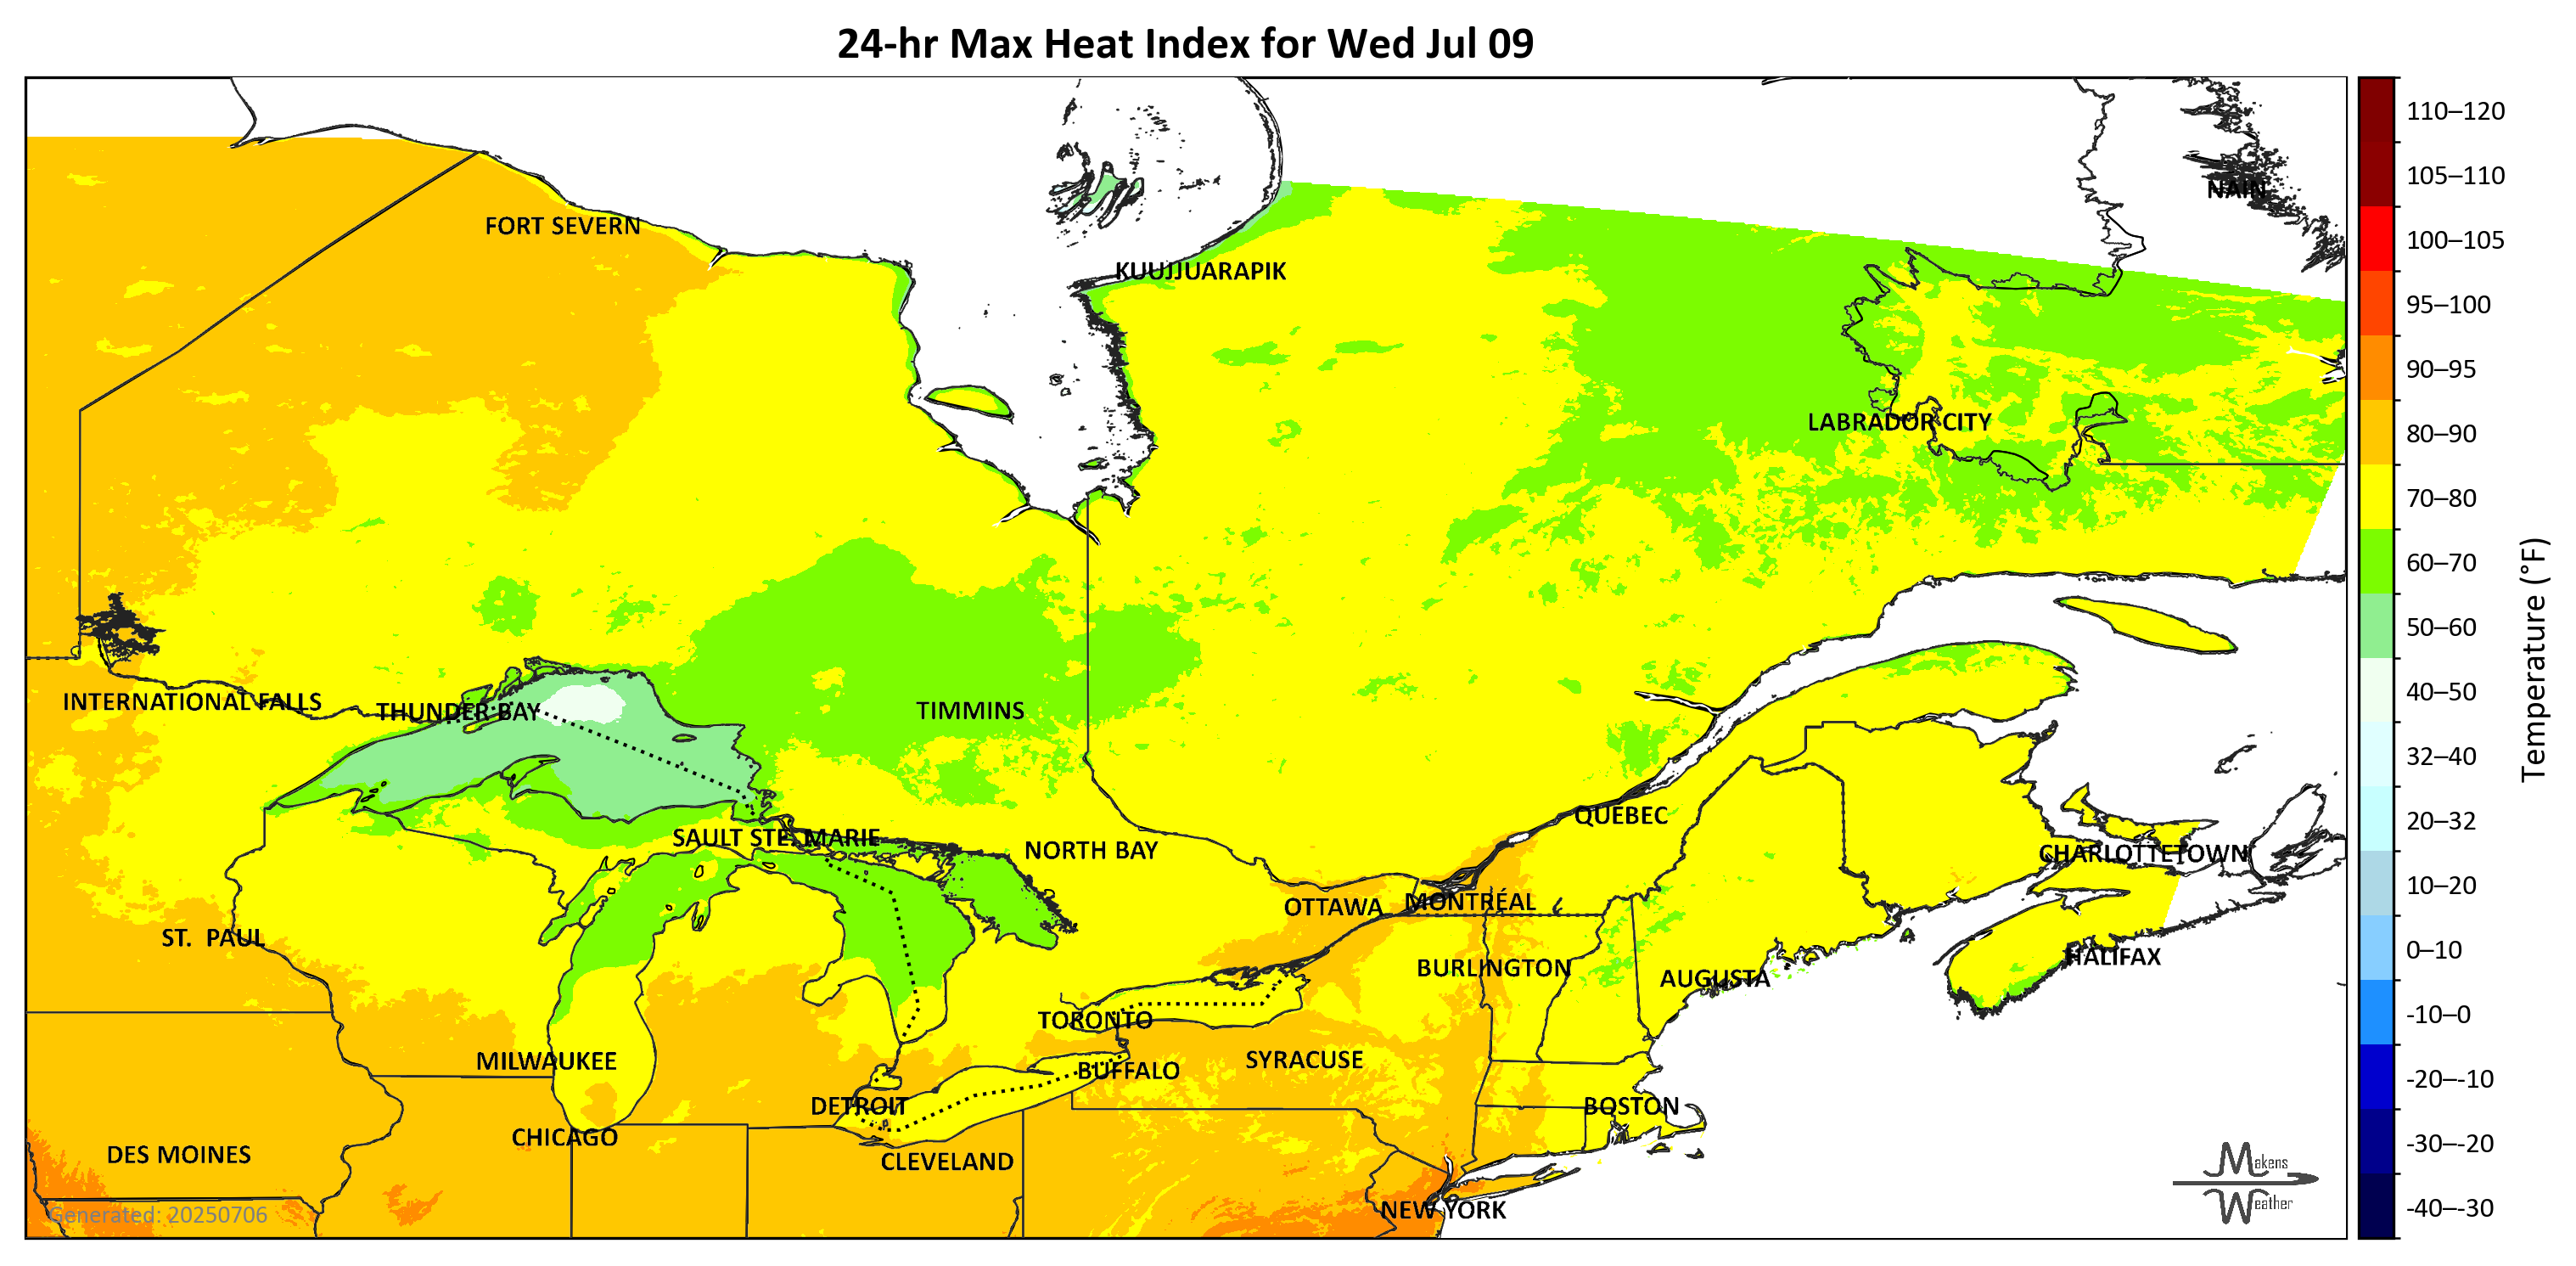 24-hr Max Heat Index for Wed Jul 09
NAIN
FORT SEVERN
KUUJJUARAPIK
LABRADOR CITY
INTERNATIONAL FALLS
THUNDER BAY
TIMMINS
QUEBEC
SAULT STE. MARIE
NORTH BAY
CHARLOTTETOWN
OTTAWA
MONTRÉAL
ST. PAUL
HALIFAX
BURLINGTON
AUGUSTA
TORONTO
MILWAUKEE
SYRACUSE
BUFFALO
DETROIT
BOSTON
CHICAGO
DES MOINES
CLEVELAND
NEW YORK
Generated: 20250706
Makens
Weather
110–120
105–110
100–105
95–100
90–95
80–90
70–80
60–70
50–60
40–50
32–40
20–32
10–20
0–10
-10–0
-20–-10
-30–-20
-40–-30
Temperature (°F)